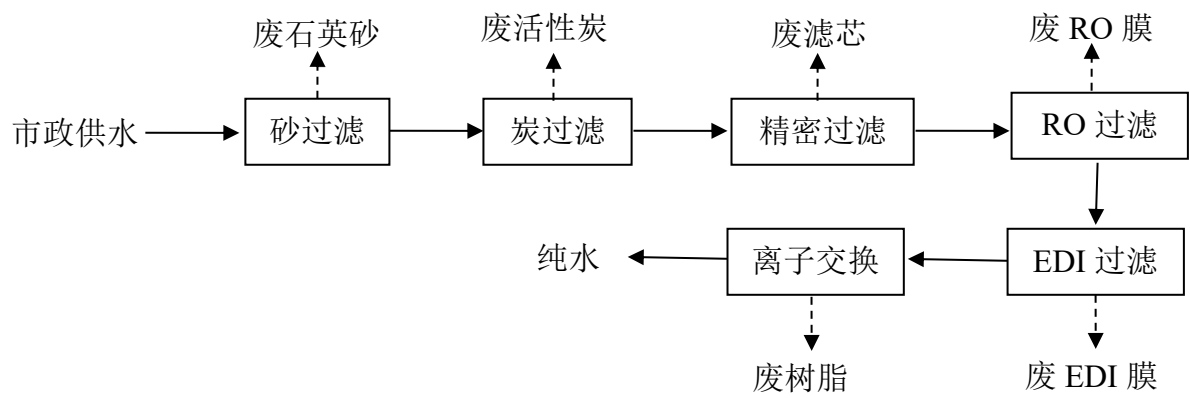 废石英砂
废活性炭
废滤芯
废 RO 膜
市政供水
砂过滤
炭过滤
精密过滤
RO 过滤
纯水
离子交换
EDI 过滤
废树脂
废 EDI 膜